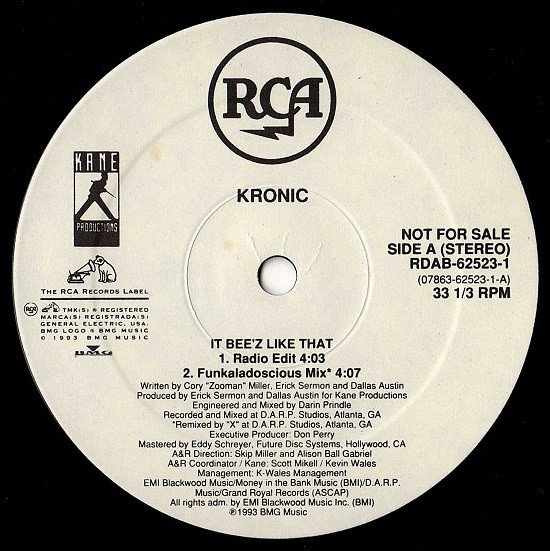 RCA
KANE
PRODUCTIONS
KRONIC
NOT FOR SALE
SIDE A (STEREO)
RDAB-62523-1
(07863-62523-1-A)
33 1/3 RPM
THE RCA RECORDS LABEL
RCA TMK(S) ® REGISTERED
MARCA(S) REGISTRADA(S)
GENERAL ELECTRIC, USA.
BMG LOGO ® BMG MUSIC
© 1993 BMG MUSIC
BMG
IT BEE'Z LIKE THAT
1. Radio Edit 4:03
2. Funkaladoscious Mix* 4:07
Written by Cory "Zooman" Miller, Erick Sermon and Dallas Austin
Produced by Erick Sermon and Dallas Austin for Kane Productions
Engineered and Mixed by Darin Prindle
Recorded and Mixed at D.A.R.P. Studios, Atlanta, GA
*Remixed by "X" at D.A.R.P. Studios, Atlanta, GA
Executive Producer: Don Perry
Mastered by Eddy Schreyer, Future Disc Systems, Hollywood, CA
A&R Direction: Skip Miller and Alison Ball Gabriel
A&R Coordinator / Kane: Scott Mikell / Kevin Wales
Management: K-Wales Management
EMI Blackwood Music/Money in the Bank Music (BMI)/D.A.R.P.
Music/Grand Royal Records (ASCAP)
All rights adm. by EMI Blackwood Music Inc. (BMI)
℗1993 BMG Music